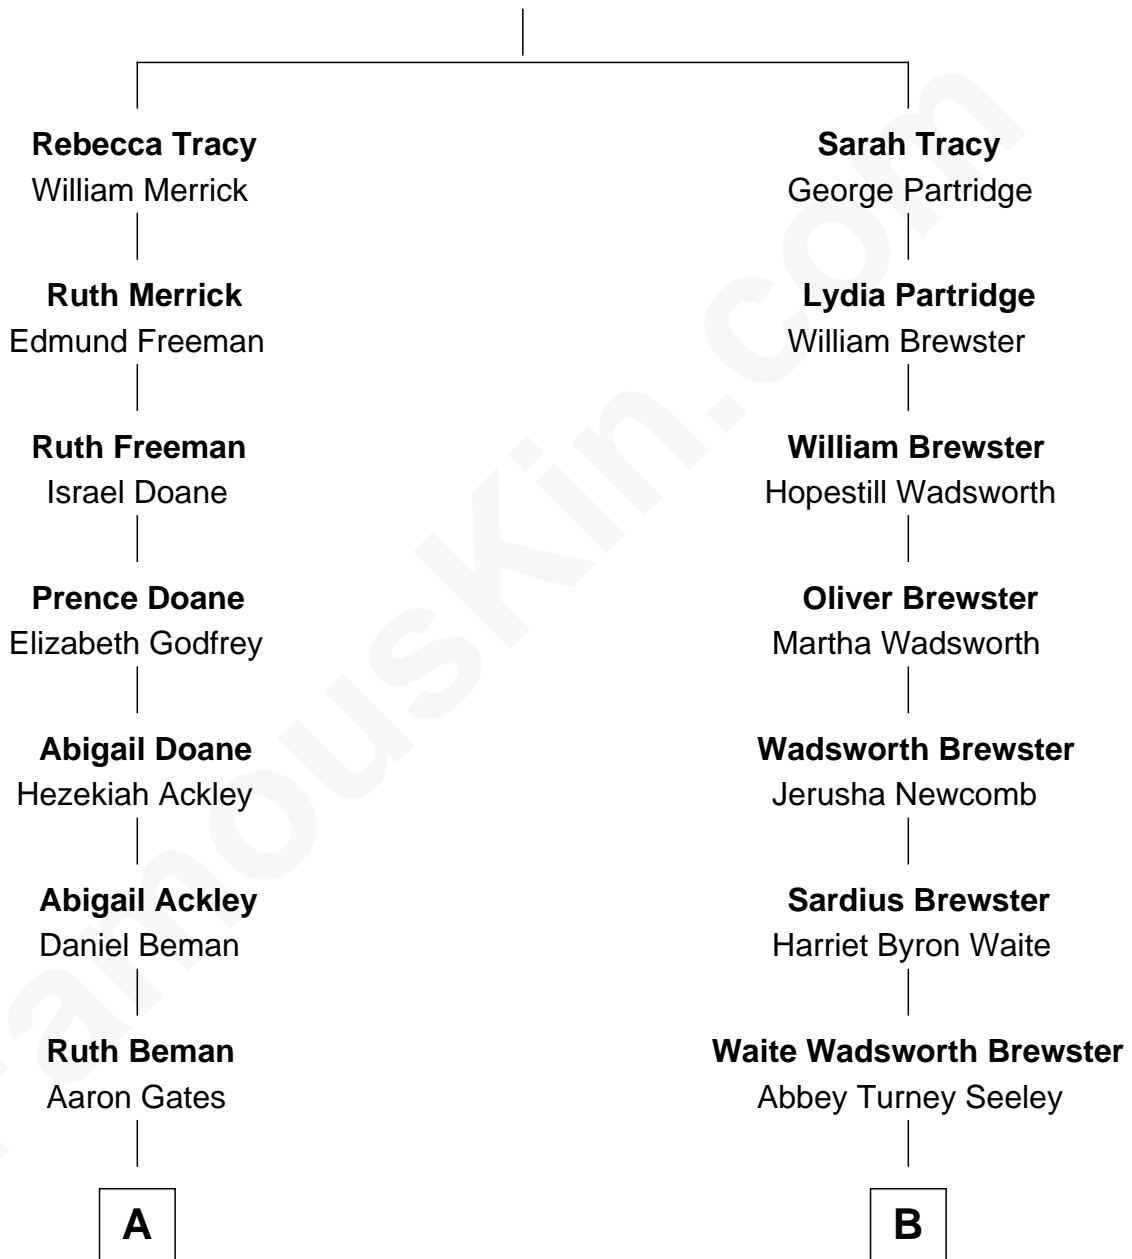 Rebecca Tracy
William Merrick
Ruth Merrick
Edmund Freeman
Ruth Freeman
Israel Doane
Prence Doane
Elizabeth Godfrey
Abigail Doane
Hezekiah Ackley
Abigail Ackley
Daniel Beman
Ruth Beman
Aaron Gates
A
Sarah Tracy
George Partridge
Lydia Partridge
William Brewster
William Brewster
Hopestill Wadsworth
Oliver Brewster
Martha Wadsworth
Wadsworth Brewster
Jerusha Newcomb
Sardius Brewster
Harriet Byron Waite
Waite Wadsworth Brewster
Abbey Turney Seeley
B
FamousKin.com